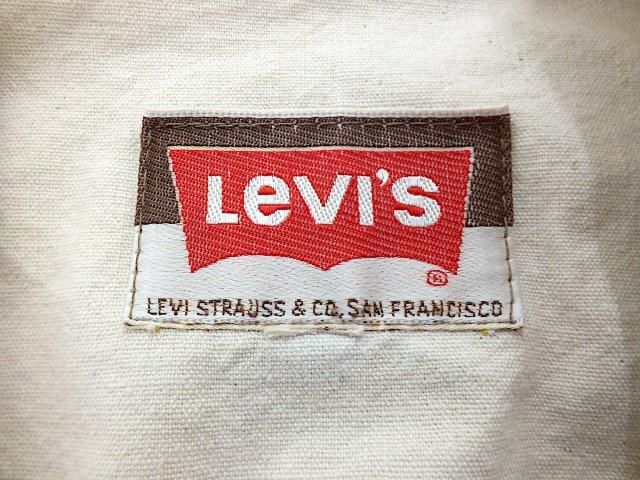 LeVI'S
®
LEVI STRAUSS & CO. SAN FRANCISCO